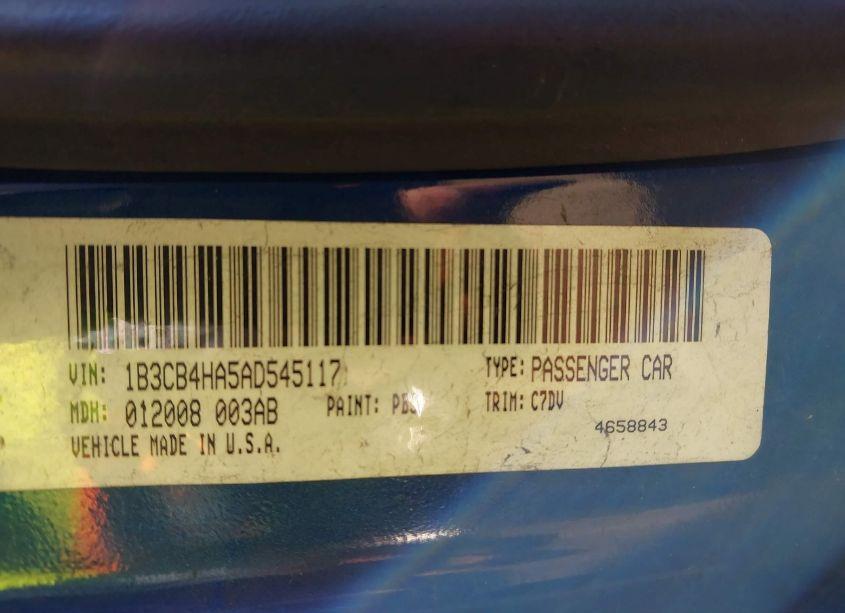 VIN: 1B3CB4HA5AD545117 TYPE: PASSENGER CAR
MDH: 012008 003AB PAINT: TRIM: C7DV
VEHICLE MADE IN U.S.A. 4658843